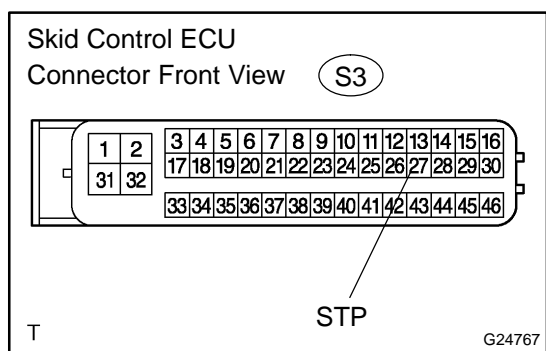 Skid Control ECU
Connector Front View S3
1 2 3 4 5 6 7 8 9 10 11 12 13 14 15 16
31 32 17 18 19 20 21 22 23 24 25 26 27 28 29 30
33 34 35 36 37 38 39 40 41 42 43 44 45 46
STP
T G24767